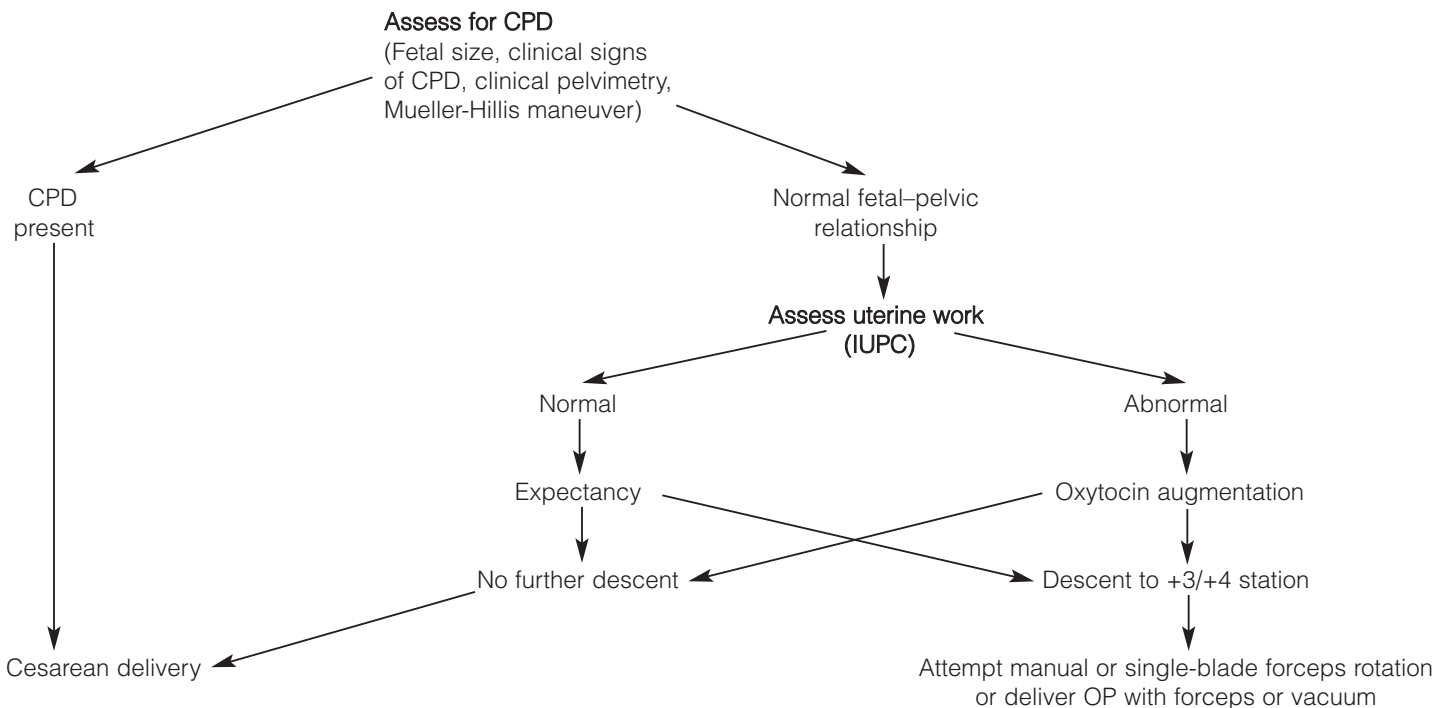 Assess for CPD
(Fetal size, clinical signs
of CPD, clinical pelvimetry,
Mueller-Hillis maneuver)
CPD
present
Normal fetal–pelvic
relationship
Assess uterine work
(IUPC)
Normal
Abnormal
Expectancy
Oxytocin augmentation
No further descent
Descent to +3/+4 station
Cesarean delivery
Attempt manual or single-blade forceps rotation
or deliver OP with forceps or vacuum